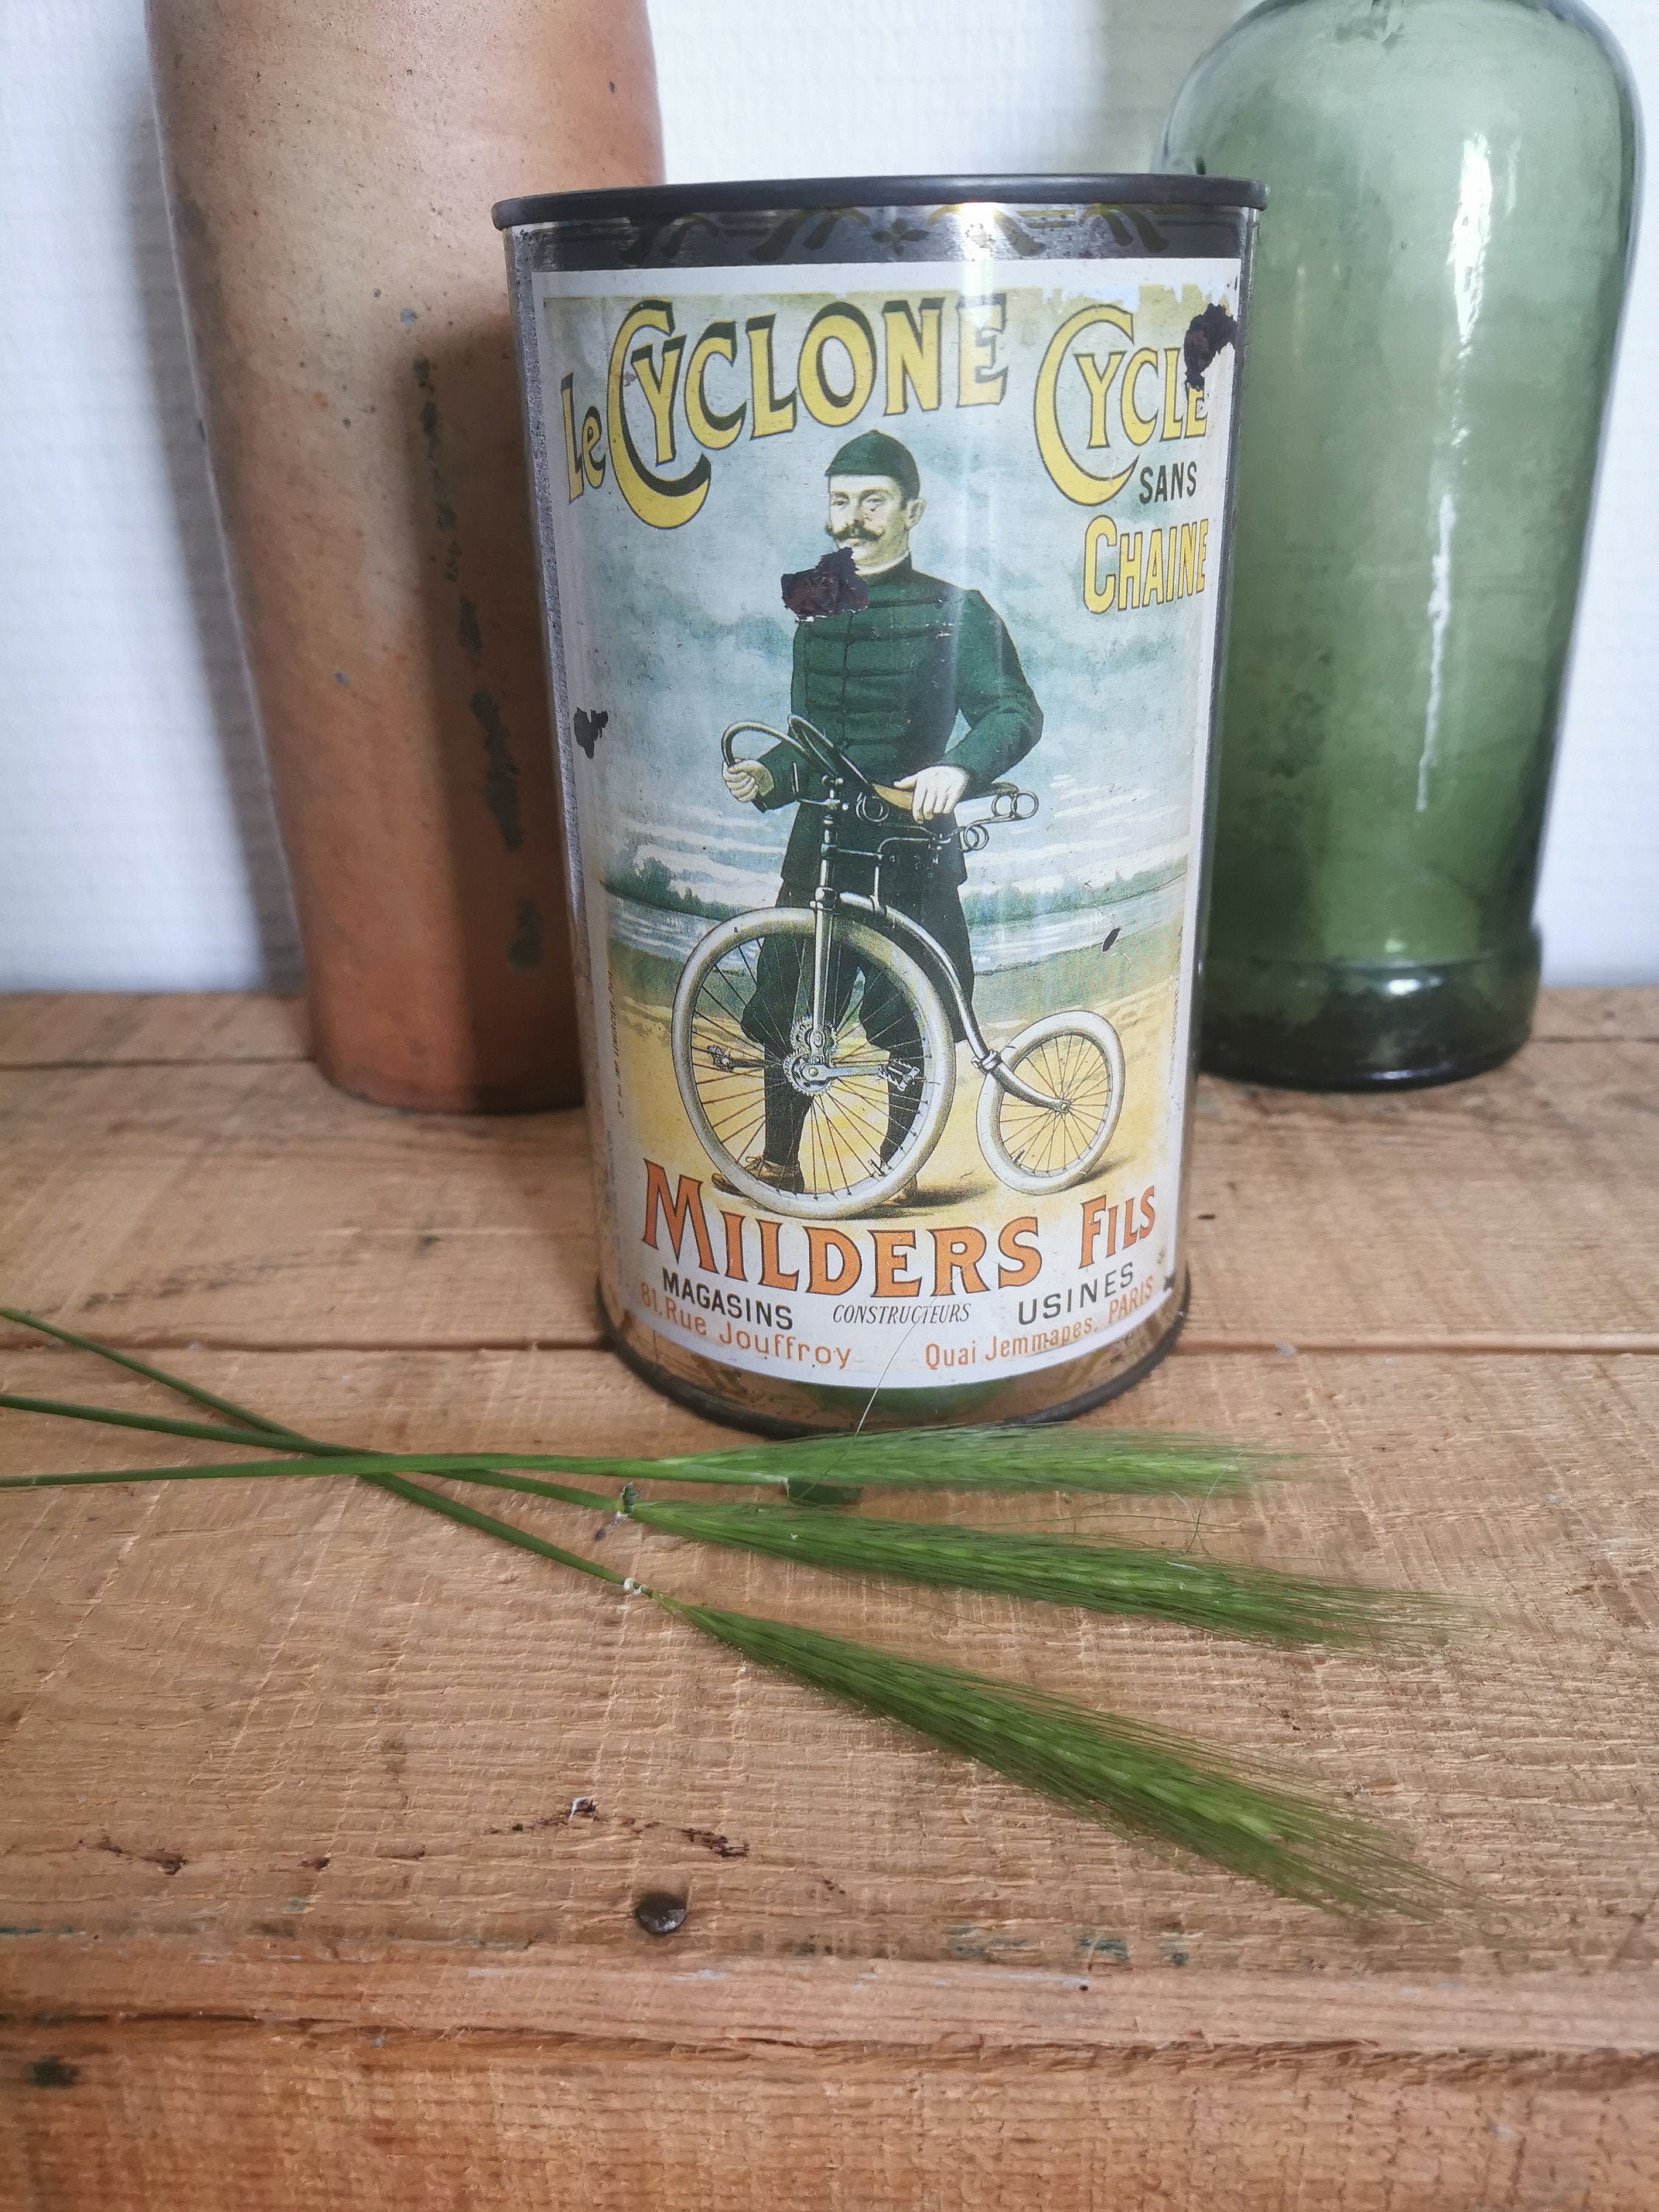 Le CYCLONE CYCLE
SANS
CHAINE
MILDERS FILS
MAGASINS CONSTRUCTEURS USINES
81, Rue Jouffroy Quai Jemmapes, PARIS